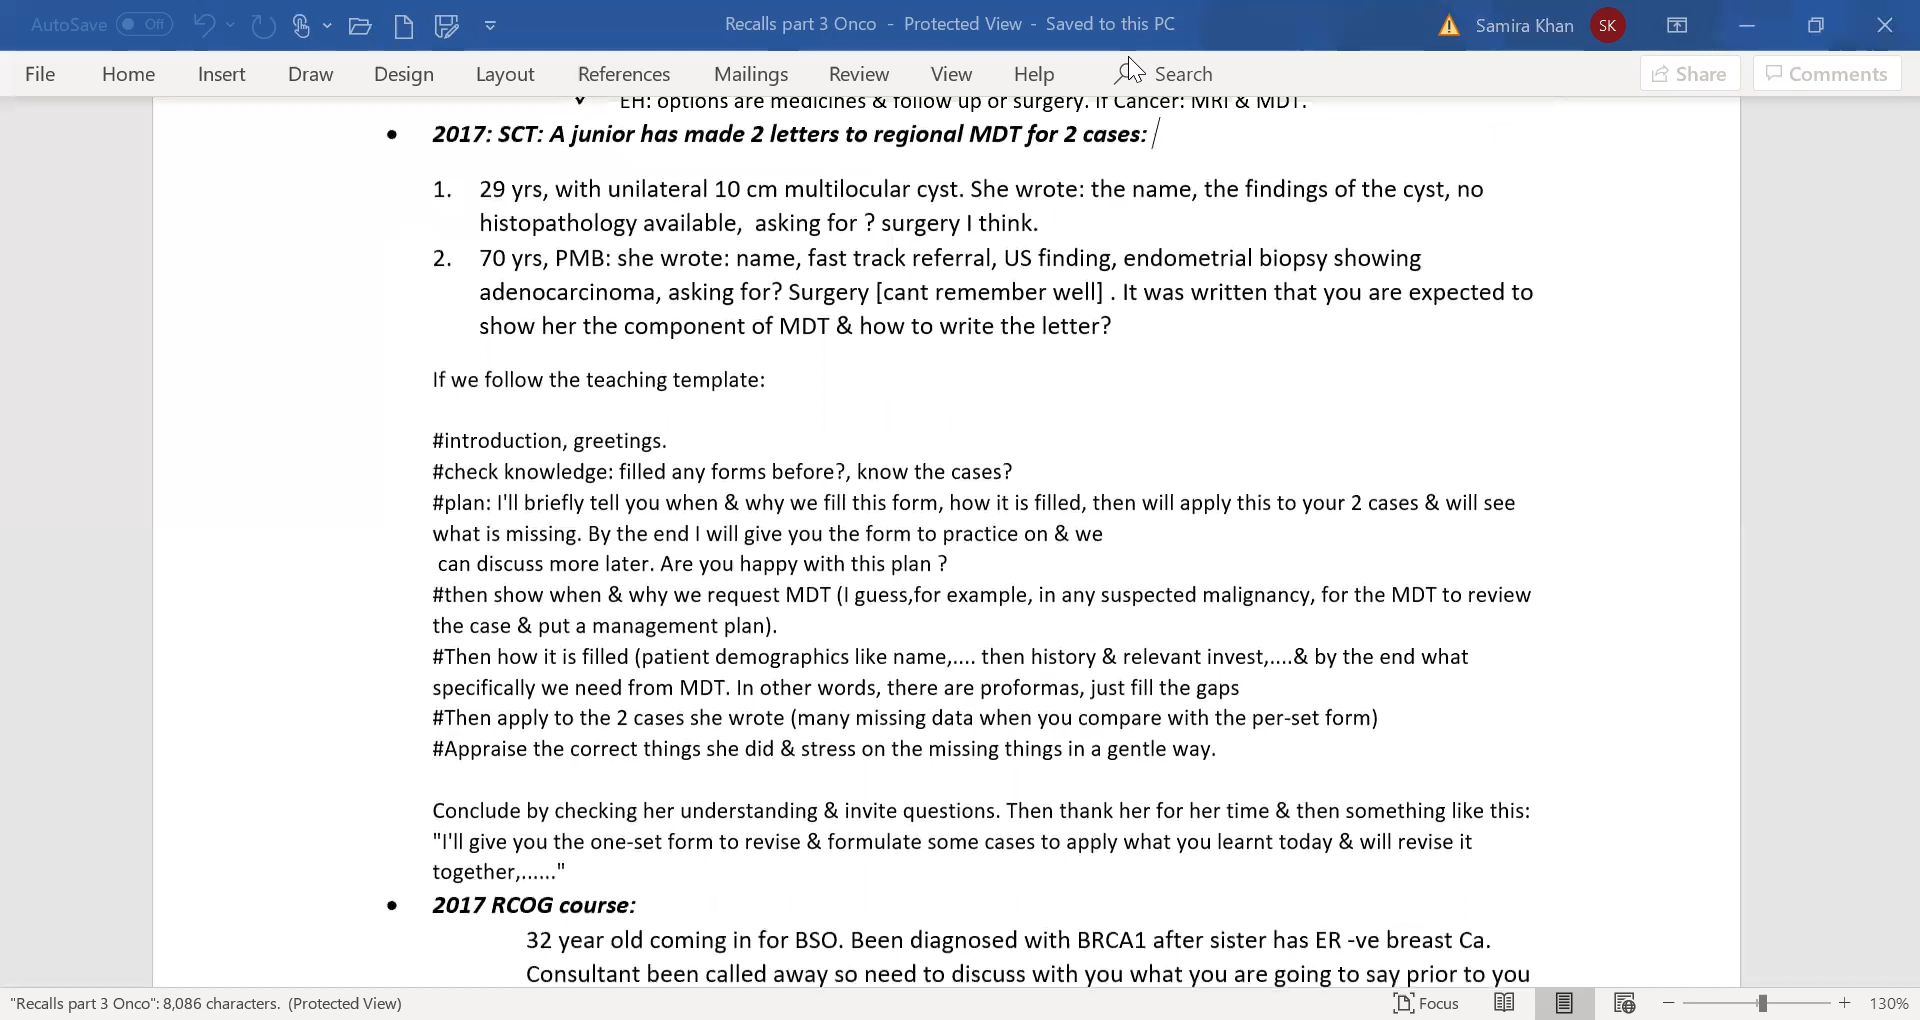 AutoSave Off Recalls part 3 Onco - Protected View - Saved to this PC Samira Khan SK
File Home Insert Draw Design Layout References Mailings Review View Help Search Share Comments
EH: options are medicines & follow up or surgery. If Cancer: MRI & MDT.
2017: SCT: A junior has made 2 letters to regional MDT for 2 cases: /
1. 29 yrs, with unilateral 10 cm multilocular cyst. She wrote: the name, the findings of the cyst, no
histopathology available, asking for ? surgery I think.
2. 70 yrs, PMB: she wrote: name, fast track referral, US finding, endometrial biopsy showing
adenocarcinoma, asking for? Surgery [cant remember well] . It was written that you are expected to
show her the component of MDT & how to write the letter?
If we follow the teaching template:
#introduction, greetings.
#check knowledge: filled any forms before?, know the cases?
#plan: I'll briefly tell you when & why we fill this form, how it is filled, then will apply this to your 2 cases & will see
what is missing. By the end I will give you the form to practice on & we
can discuss more later. Are you happy with this plan ?
#then show when & why we request MDT (I guess,for example, in any suspected malignancy, for the MDT to review
the case & put a management plan).
#Then how it is filled (patient demographics like name,.... then history & relevant invest,....& by the end what
specifically we need from MDT. In other words, there are proformas, just fill the gaps
#Then apply to the 2 cases she wrote (many missing data when you compare with the per-set form)
#Appraise the correct things she did & stress on the missing things in a gentle way.
Conclude by checking her understanding & invite questions. Then thank her for her time & then something like this:
"I'll give you the one-set form to revise & formulate some cases to apply what you learnt today & will revise it
together,......"
2017 RCOG course:
32 year old coming in for BSO. Been diagnosed with BRCA1 after sister has ER -ve breast Ca.
Consultant been called away so need to discuss with you what you are going to say prior to you
"Recalls part 3 Onco": 8,086 characters. (Protected View) Focus 130%